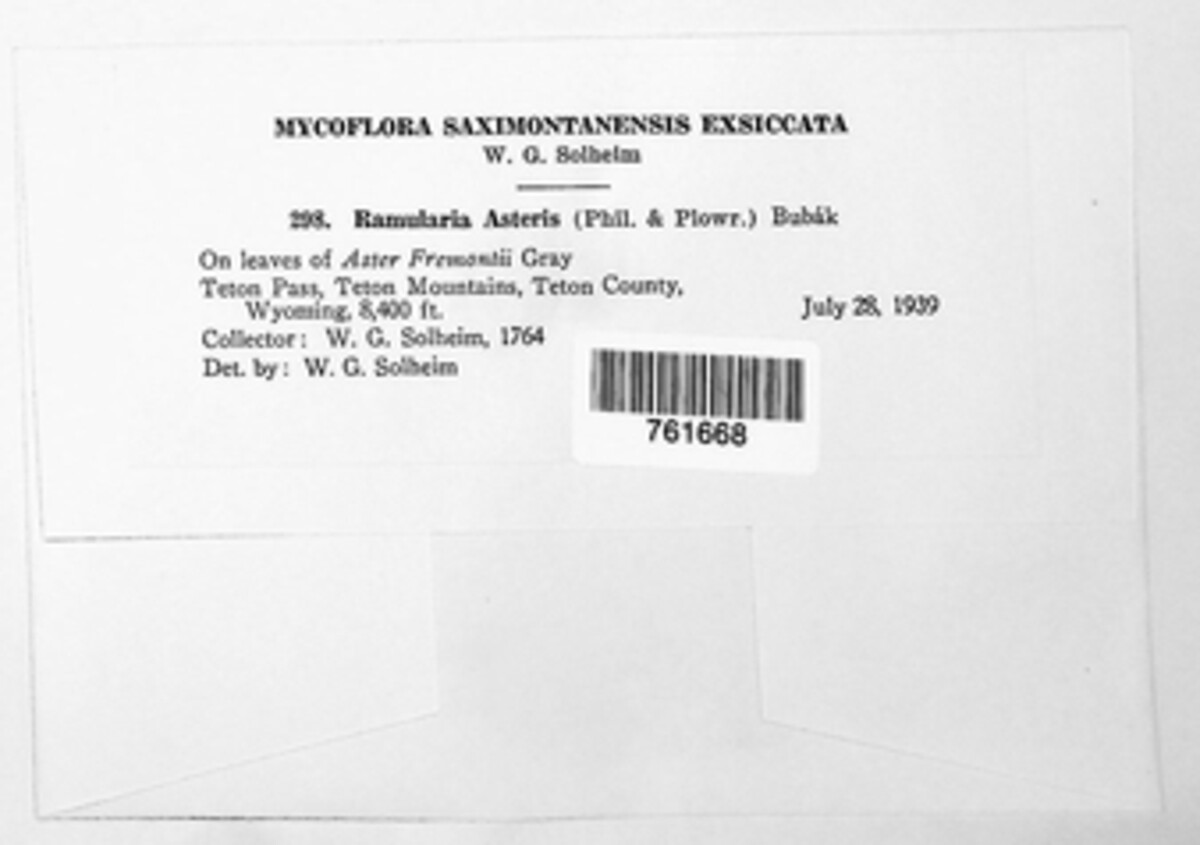 MYCOFLORA SAXIMONTANENSIS EXSICCATA
W. G. Solheim
298. Ramularia Asteris (Phil. & Plowr.) Bubák
On leaves of Aster Fremontii Gray
Teton Pass, Teton Mountains, Teton County,
Wyoming, 8,400 ft. July 28, 1939
Collector: W. G. Solheim, 1764
Det. by: W. G. Solheim
761668